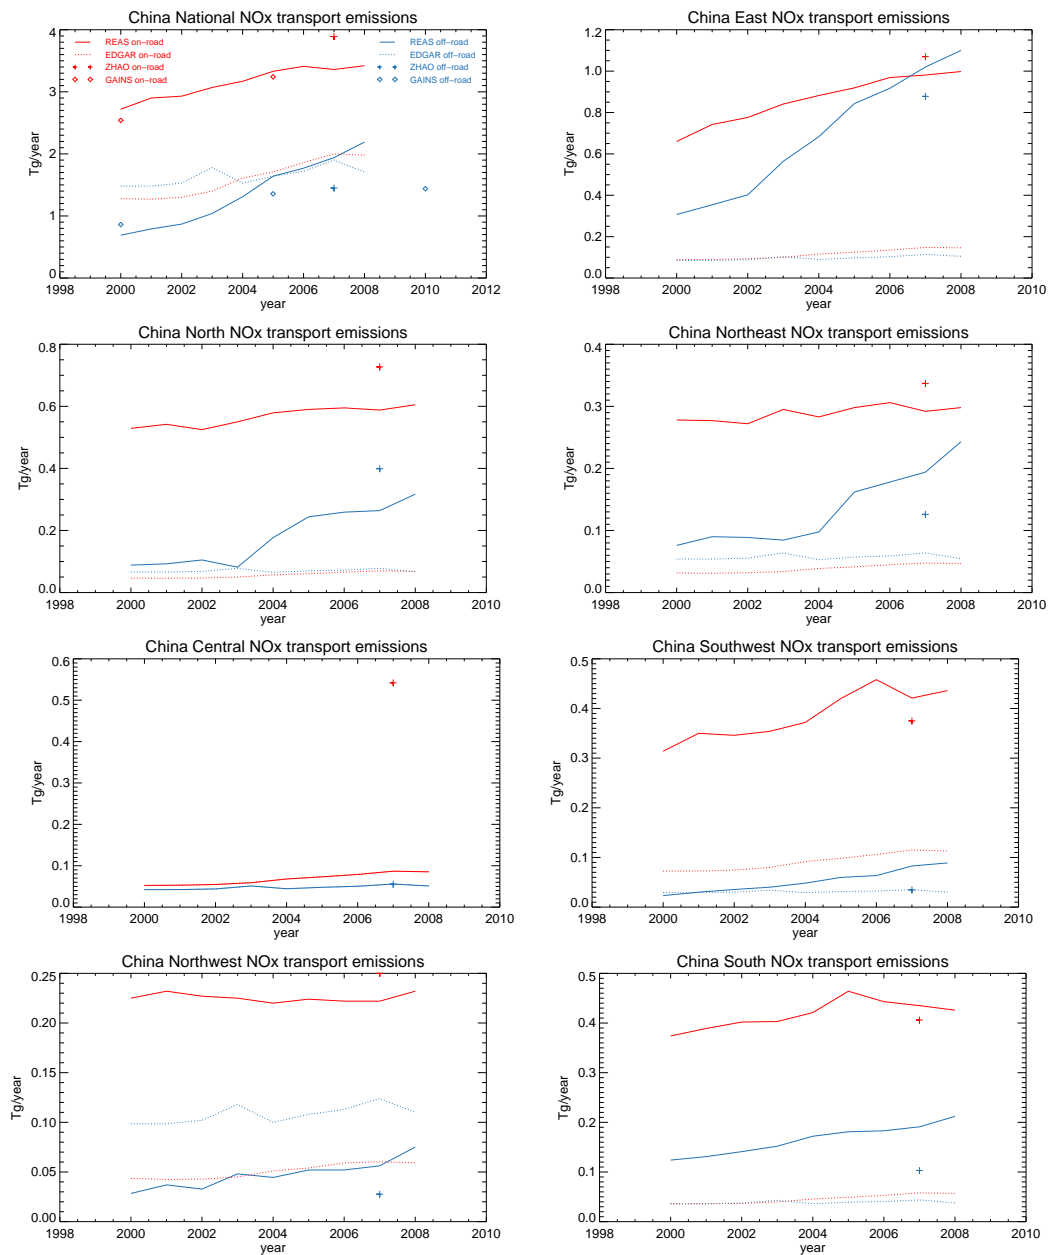 China National NOx transport emissions
4
3
2
1
0
Tg/year
REAS on-road
EDGAR on-road
ZHAO on-road
GAINS on-road
REAS off-road
EDGAR off-road
ZHAO off-road
GAINS off-road
1998 2000 2002 2004 2006 2008 2010 2012
year
China East NOx transport emissions
1.2
1.0
0.8
0.6
0.4
0.2
0.0
Tg/year
1998 2000 2002 2004 2006 2008 2010
year
China North NOx transport emissions
0.8
0.6
0.4
0.2
0.0
Tg/year
1998 2000 2002 2004 2006 2008 2010
year
China Northeast NOx transport emissions
0.4
0.3
0.2
0.1
0.0
Tg/year
1998 2000 2002 2004 2006 2008 2010
year
China Central NOx transport emissions
0.6
0.5
0.4
0.3
0.2
0.1
0.0
Tg/year
1998 2000 2002 2004 2006 2008 2010
year
China Southwest NOx transport emissions
0.5
0.4
0.3
0.2
0.1
0.0
Tg/year
1998 2000 2002 2004 2006 2008 2010
year
China Northwest NOx transport emissions
0.25
0.20
0.15
0.10
0.05
0.00
Tg/year
1998 2000 2002 2004 2006 2008 2010
year
China South NOx transport emissions
0.5
0.4
0.3
0.2
0.1
0.0
Tg/year
1998 2000 2002 2004 2006 2008 2010
year